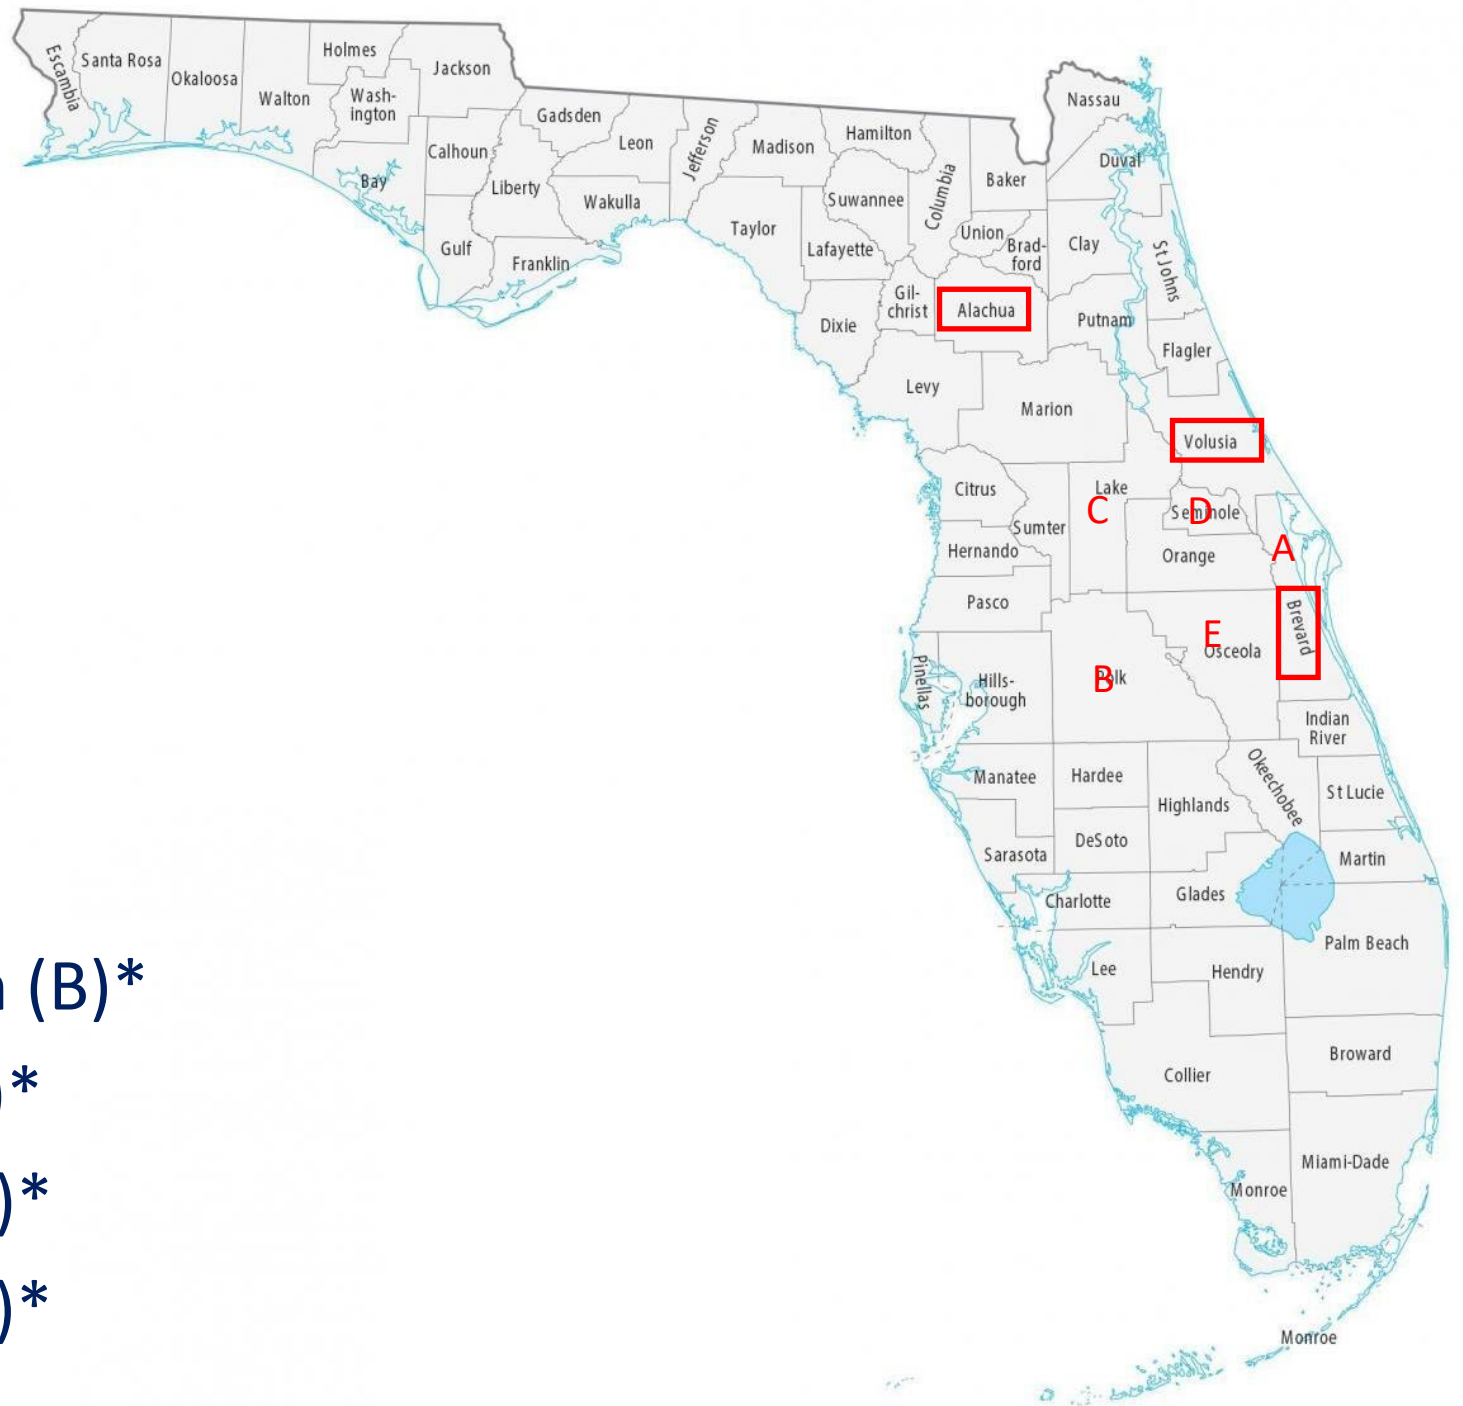 Escambia
Santa Rosa
Okaloosa
Walton
Holmes
Wash-
ington
Jackson
Bay
Calhoun
Gulf
Liberty
Gadsden
Franklin
Leon
Wakulla
Jefferson
Madison
Taylor
Hamilton
Suwannee
Lafayette
Columbia
Dixie
Gil-
christ
Baker
Union
Brad-
ford
Nassau
Duval
Clay
St Johns
Alachua
Putnam
Flagler
Levy
Marion
Volusia
Citrus
Sumter
Lake
C
Seminole
D
Orange
A
Hernando
Pasco
Brevard
E
Osceola
Polk
B
Pinellas
Hills-
borough
Indian
River
Manatee
Hardee
Highlands
Okeechobee
St Lucie
Sarasota
DeSoto
Martin
Charlotte
Glades
Palm Beach
Lee
Hendry
Broward
Collier
Miami-Dade
Monroe
Monroe
(B)*
)*
)*
)*